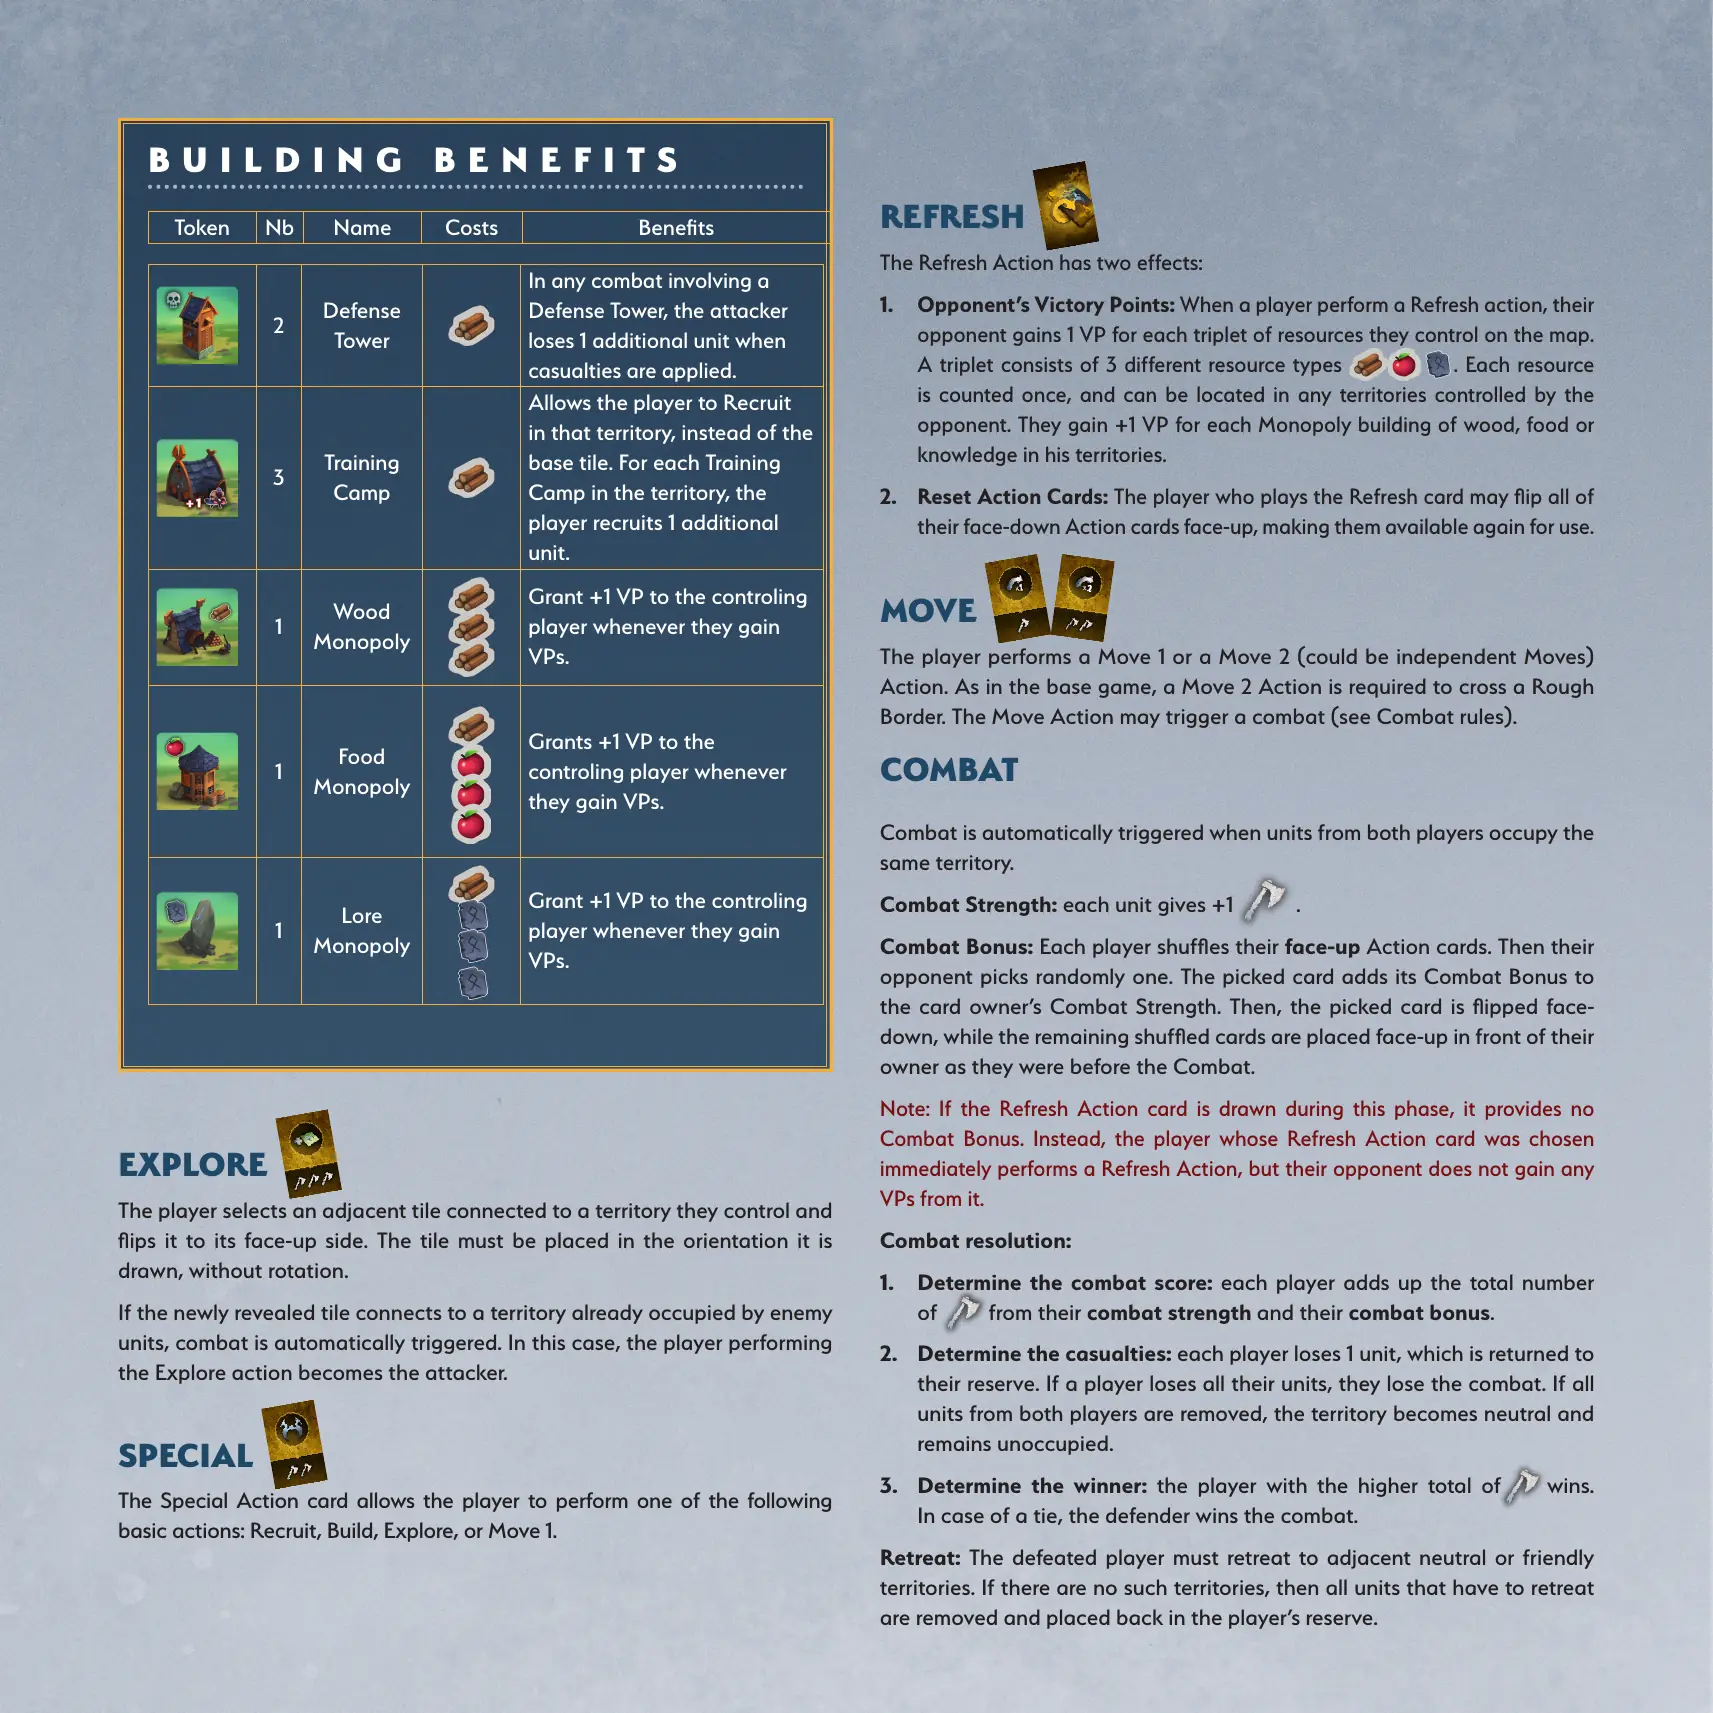 BUILDING BENEFITS
Token Nb Name Costs Benefits
2 Defense Tower In any combat involving a
Defense Tower, the attacker
loses 1 additional unit when
casualties are applied.
+1
3 Training Camp Allows the player to Recruit
in that territory, instead of the
base tile. For each Training
Camp in the territory, the
player recruits 1 additional
unit.
1 Wood Monopoly Grant +1 VP to the controling
player whenever they gain
VPs.
1 Food Monopoly Grants +1 VP to the
controling player whenever
they gain VPs.
1 Lore Monopoly Grant +1 VP to the controling
player whenever they gain
VPs.
EXPLORE
The player selects an adjacent tile connected to a territory they control and
flips it to its face-up side. The tile must be placed in the orientation it is
drawn, without rotation.
If the newly revealed tile connects to a territory already occupied by enemy
units, combat is automatically triggered. In this case, the player performing
the Explore action becomes the attacker.
SPECIAL
The Special Action card allows the player to perform one of the following
basic actions: Recruit, Build, Explore, or Move 1.
REFRESH
The Refresh Action has two effects:
1. Opponent’s Victory Points: When a player perform a Refresh action, their
opponent gains 1 VP for each triplet of resources they control on the map.
A triplet consists of 3 different resource types . Each resource
is counted once, and can be located in any territories controlled by the
opponent. They gain +1 VP for each Monopoly building of wood, food or
knowledge in his territories.
2. Reset Action Cards: The player who plays the Refresh card may flip all of
their face-down Action cards face-up, making them available again for use.
MOVE
The player performs a Move 1 or a Move 2 (could be independent Moves)
Action. As in the base game, a Move 2 Action is required to cross a Rough
Border. The Move Action may trigger a combat (see Combat rules).
COMBAT
Combat is automatically triggered when units from both players occupy the
same territory.
Combat Strength: each unit gives +1 .
Combat Bonus: Each player shuffles their face-up Action cards. Then their
opponent picks randomly one. The picked card adds its Combat Bonus to
the card owner’s Combat Strength. Then, the picked card is flipped face-
down, while the remaining shuffled cards are placed face-up in front of their
owner as they were before the Combat.
Note: If the Refresh Action card is drawn during this phase, it provides no
Combat Bonus. Instead, the player whose Refresh Action card was chosen
immediately performs a Refresh Action, but their opponent does not gain any
VPs from it.
Combat resolution:
1. Determine the combat score: each player adds up the total number
of from their combat strength and their combat bonus.
2. Determine the casualties: each player loses 1 unit, which is returned to
their reserve. If a player loses all their units, they lose the combat. If all
units from both players are removed, the territory becomes neutral and
remains unoccupied.
3. Determine the winner: the player with the higher total of wins.
In case of a tie, the defender wins the combat.
Retreat: The defeated player must retreat to adjacent neutral or friendly
territories. If there are no such territories, then all units that have to retreat
are removed and placed back in the player’s reserve.